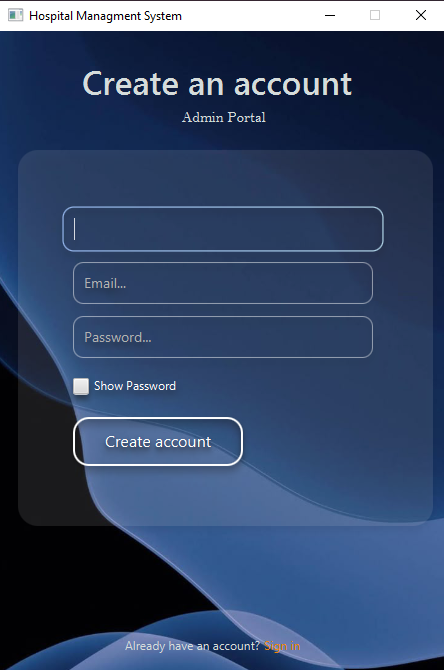 Hospital Managment System
Create an account
Admin Portal
Email...
Password...
Show Password
Create account
Already have an account? Sign in